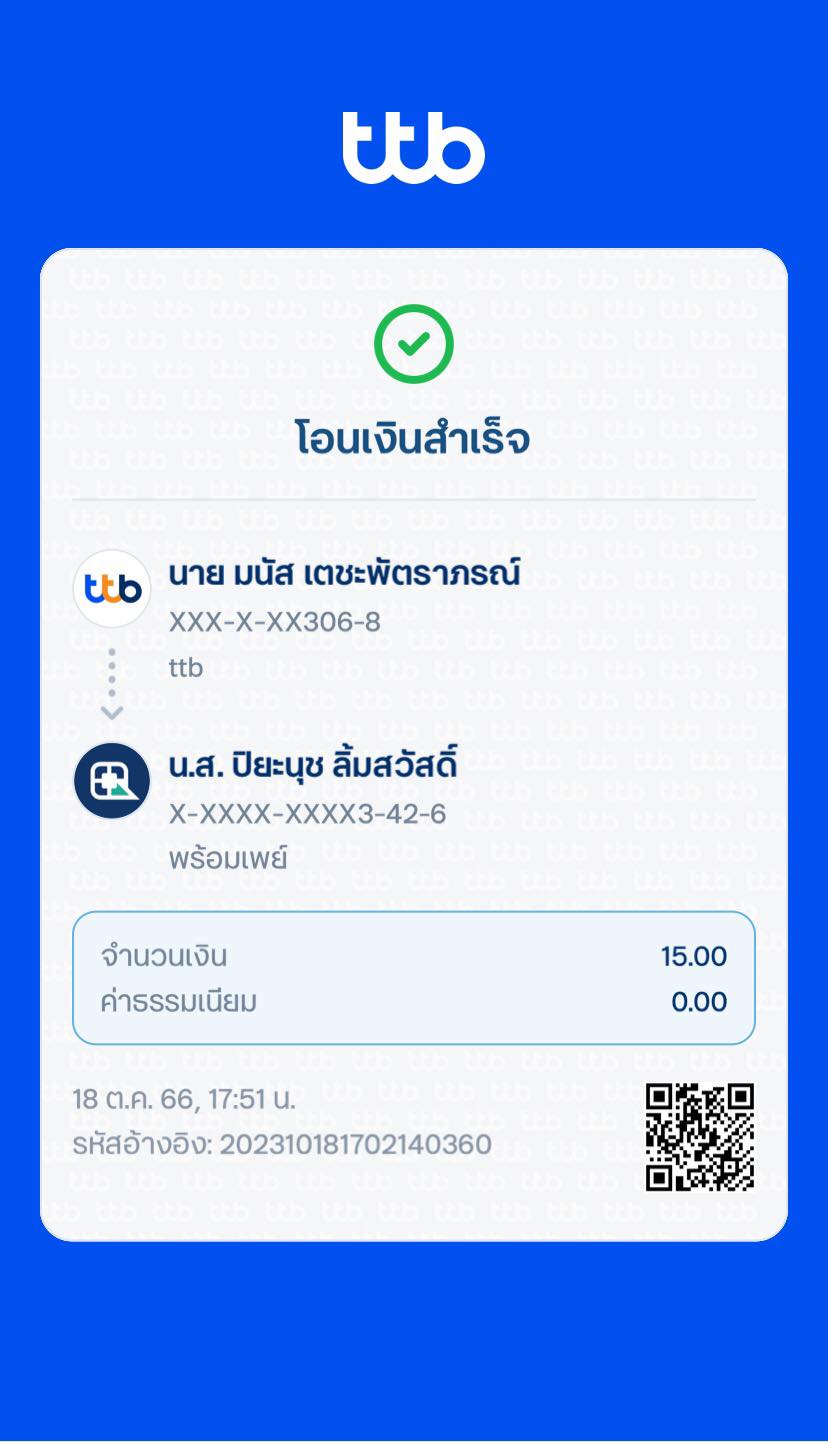 ttb
โอนเงินสำเร็จ
ttb
นาย มนัส เตชะพัตราภรณ์
XXX-X-XX306-8
ttb
น.ส. ปิยะนุช ลิ้มสวัสดิ์
X-XXXX-XXXX3-42-6
พร้อมเพย์
จำนวนเงิน 15.00
ค่าธรรมเนียม 0.00
18 ต.ค. 66, 17:51 น.
รหัสอ้างอิง: 202310181702140360